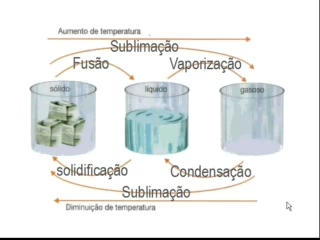 Aumento de temperatura
Sublimação
Fusão
Vaporização
sólido
líquido
gasoso
solidificação
Condensação
Sublimação
Diminuição de temperatura